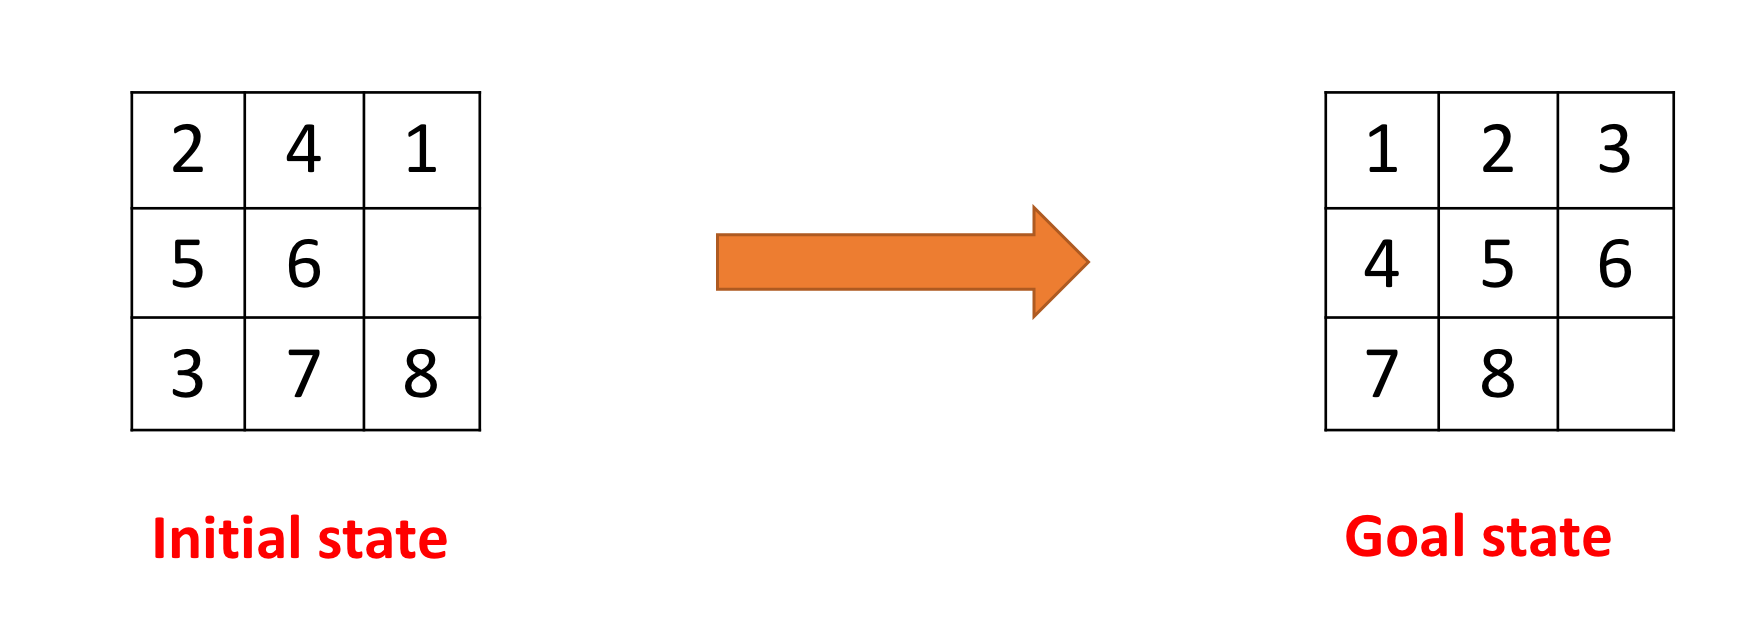 2 4 1
1 2 3
5 6
4 5 6
3 7 8
7 8
Initial state
Goal state